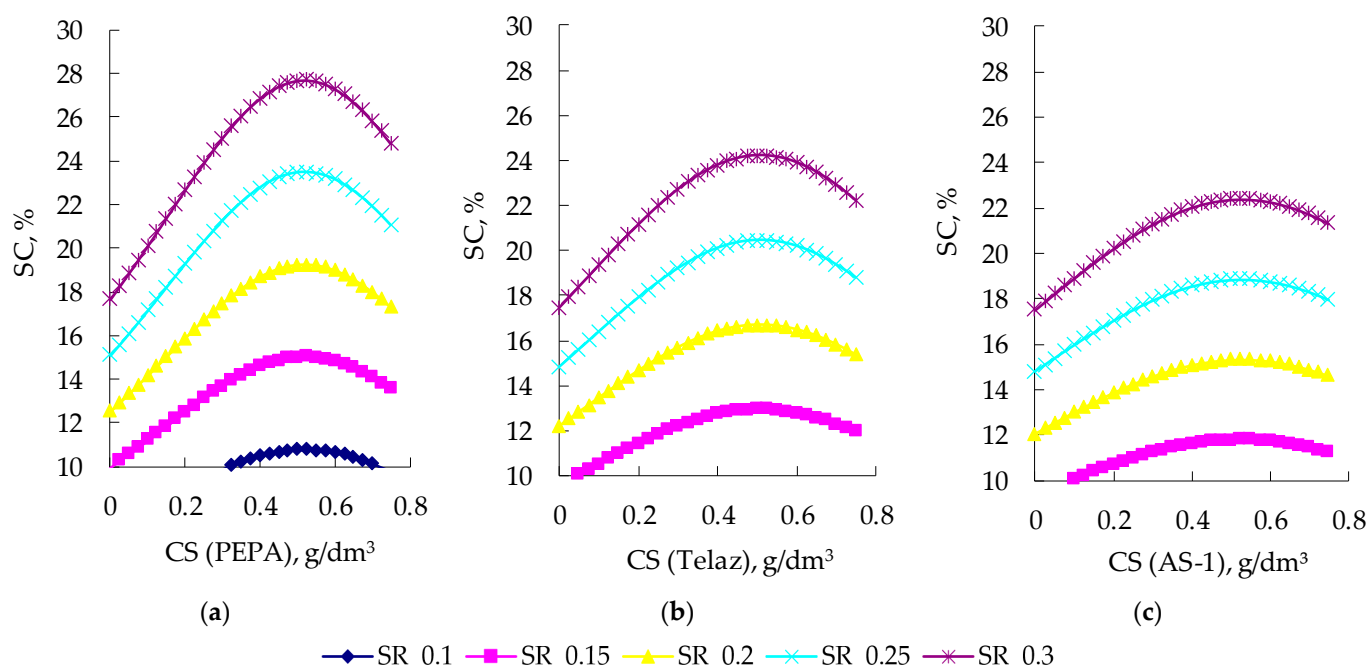 SC, %
30
28
26
24
22
20
18
16
14
12
10
0 0.2 0.4 0.6 0.8
CS (PEPA), g/dm³
(a)
SC, %
30
28
26
24
22
20
18
16
14
12
10
0 0.2 0.4 0.6 0.8
CS (Telaz), g/dm³
(b)
SC, %
30
28
26
24
22
20
18
16
14
12
10
0 0.2 0.4 0.6 0.8
CS (AS-1), g/dm³
(c)
SR 0.1 SR 0.15 SR 0.2 SR 0.25 SR 0.3